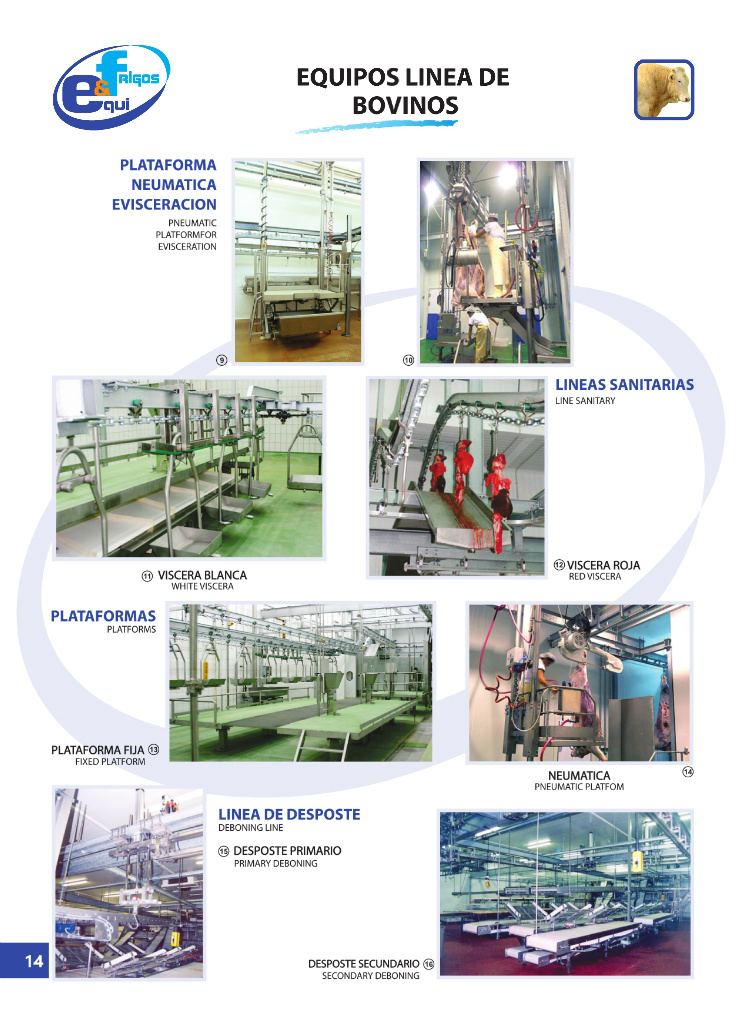 e&f
RIGOS
QUI
EQUIPOS LINEA DE
BOVINOS
PLATAFORMA
NEUMATICA
EVISCERACION
PNEUMATIC
PLATFORMFOR
EVISCERATION
9
10
LINEAS SANITARIAS
LINE SANITARY
11 VISCERA BLANCA
WHITE VISCERA
12 VISCERA ROJA
RED VISCERA
PLATAFORMAS
PLATFORMS
PLATAFORMA FIJA 13
FIXED PLATFORM
NEUMATICA
PNEUMATIC PLATFOM
14
LINEA DE DESPOSTE
DEBONING LINE
15 DESPOSTE PRIMARIO
PRIMARY DEBONING
DESPOSTE SECUNDARIO 16
SECONDARY DEBONING
14